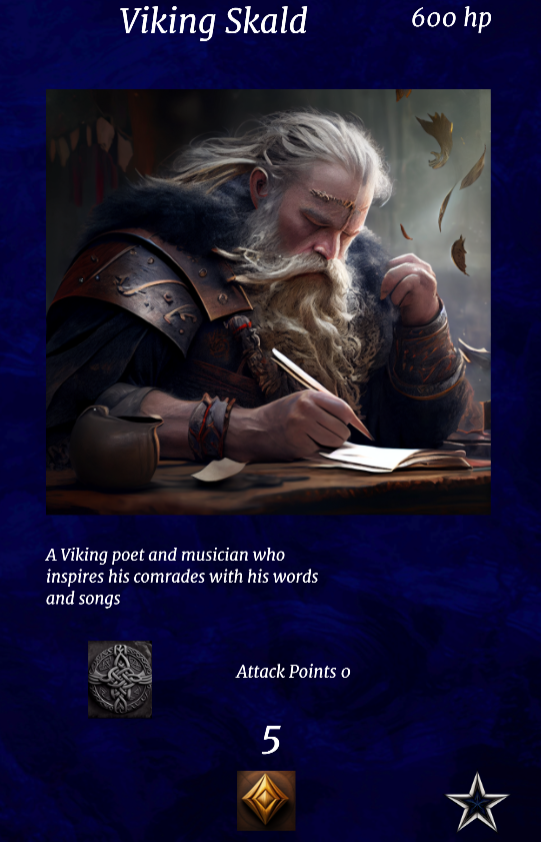 Viking Skald
600 hp
A Viking poet and musician who
inspires his comrades with his words
and songs
Attack Points 0
5